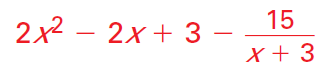 2x² − 2x + 3 − 15/(x + 3)